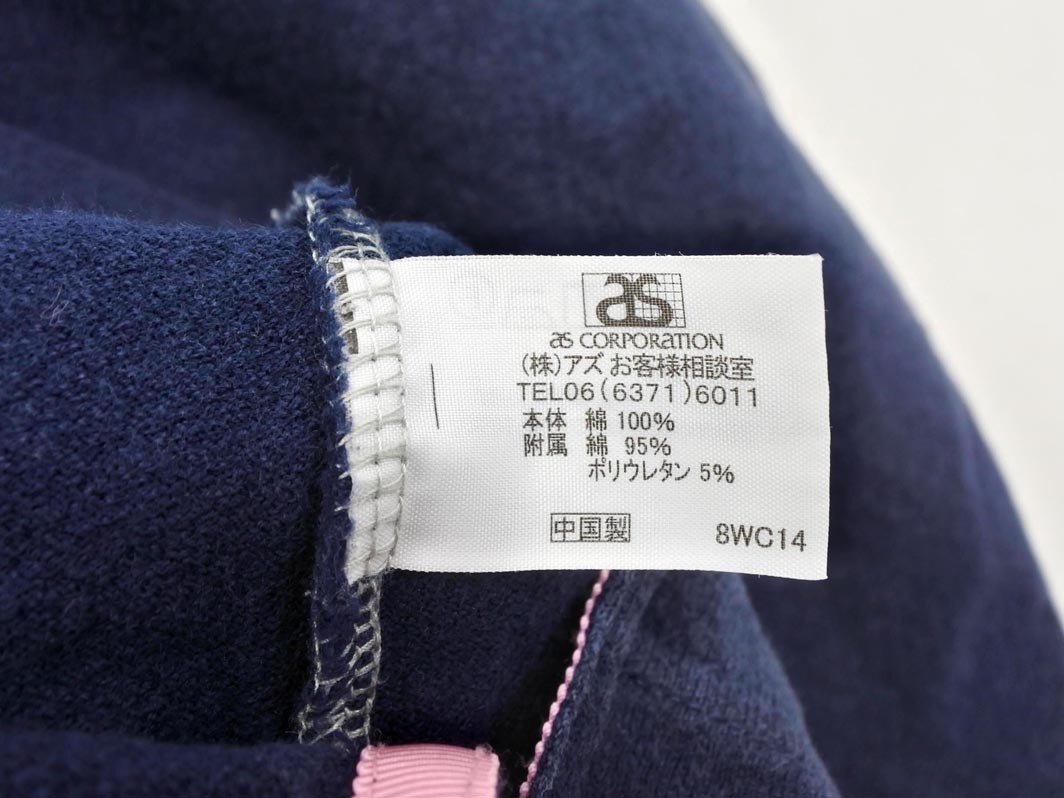 as
as CORPORATION
(株)アズ お客様相談室
TEL06(6371)6011
本体 綿 100%
附属 綿 95%
ポリウレタン 5%
中国製 8WC14